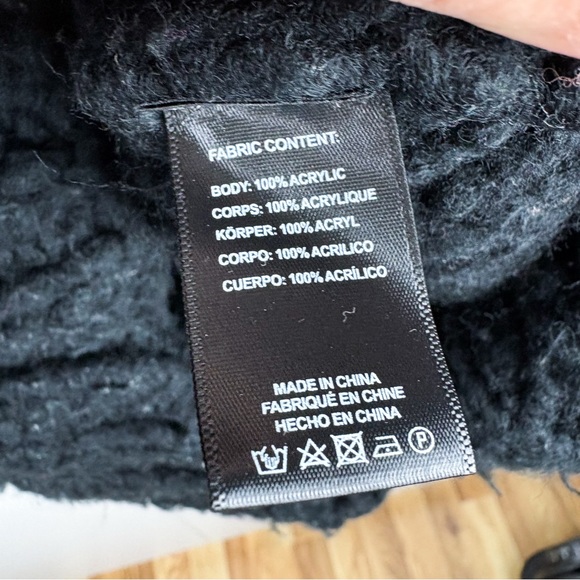 FABRIC CONTENT:
BODY: 100% ACRYLIC
CORPS: 100% ACRYLIQUE
KÖRPER: 100% ACRYL
CORPO: 100% ACRILICO
CUERPO: 100% ACRÍLICO
MADE IN CHINA
FABRIQUÉ EN CHINE
HECHO EN CHINA
P